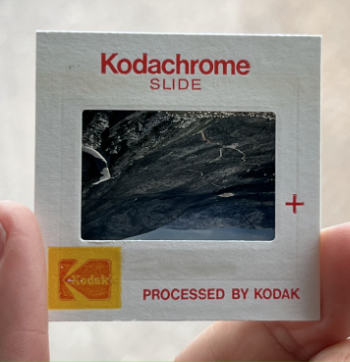 Kodachrome
SLIDE
Kodak
PROCESSED BY KODAK